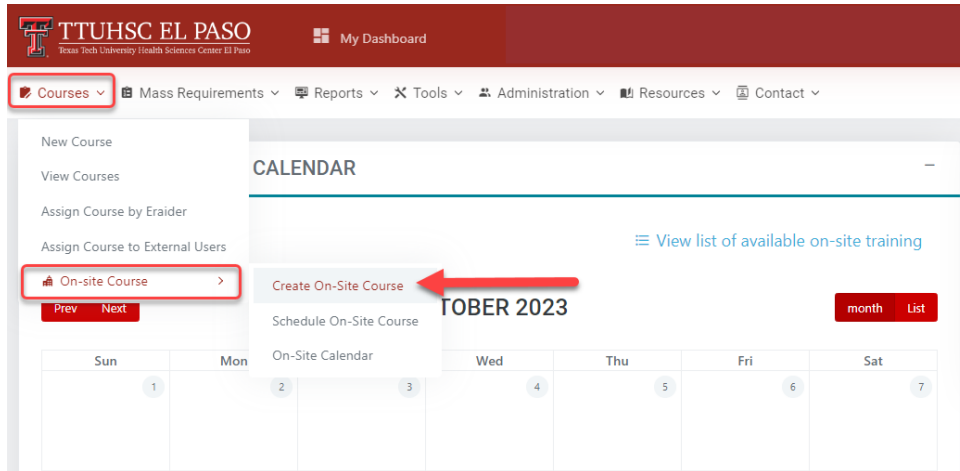 TTUHSC EL PASO
Texas Tech University Health Sciences Center El Paso
My Dashboard
Courses
Mass Requirements
Reports
Tools
Administration
Resources
Contact
New Course
View Courses
Assign Course by Eraider
Assign Course to External Users
On-site Course
Create On-Site Course
Schedule On-Site Course
On-Site Calendar
CALENDAR
View list of available on-site training
Prev Next
TOBER 2023
month List
Sun Mon Wed Thu Fri Sat
1 2 3 4 5 6 7